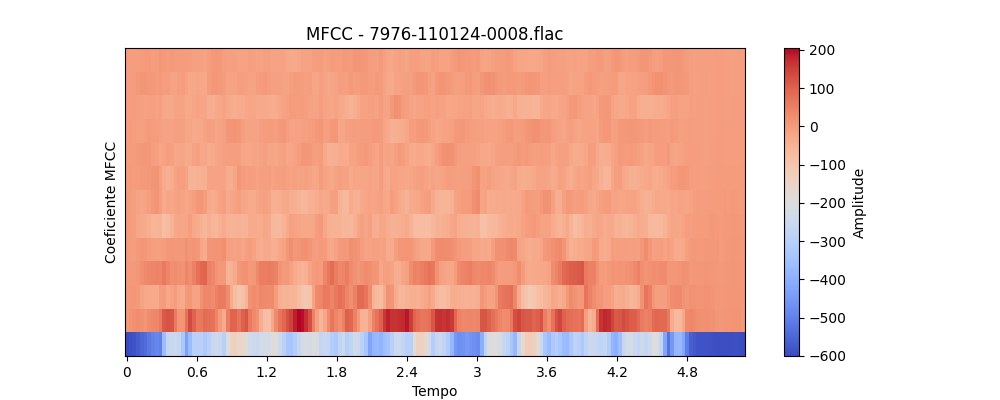 MFCC - 7976-110124-0008.flac
Coeficiente MFCC
0 0.6 1.2 1.8 2.4 3 3.6 4.2 4.8
Tempo
200
100
0
−100
−200
−300
−400
−500
−600
Amplitude